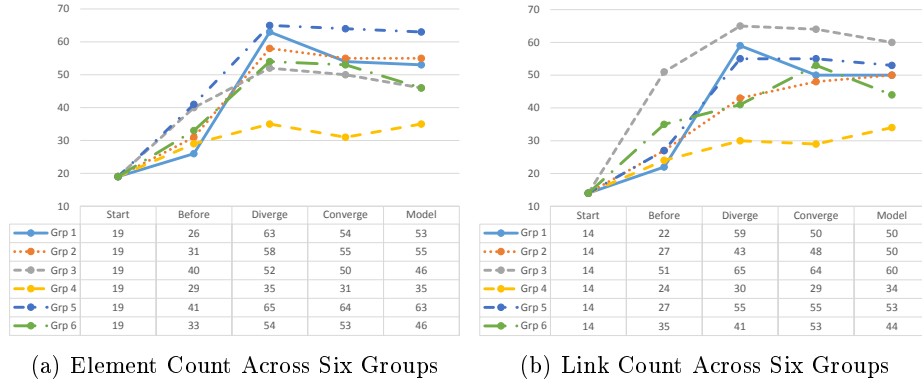 70
60
50
40
30
20
10
Start Before Diverge Converge Model
Grp 1 19 26 63 54 53
Grp 2 19 31 58 55 55
Grp 3 19 40 52 50 46
Grp 4 19 29 35 31 35
Grp 5 19 41 65 64 63
Grp 6 19 33 54 53 46
(a) Element Count Across Six Groups
70
60
50
40
30
20
10
Start Before Diverge Converge Model
Grp 1 14 22 59 50 50
Grp 2 14 27 43 48 50
Grp 3 14 51 65 64 60
Grp 4 14 24 30 29 34
Grp 5 14 27 55 55 53
Grp 6 14 35 41 53 44
(b) Link Count Across Six Groups